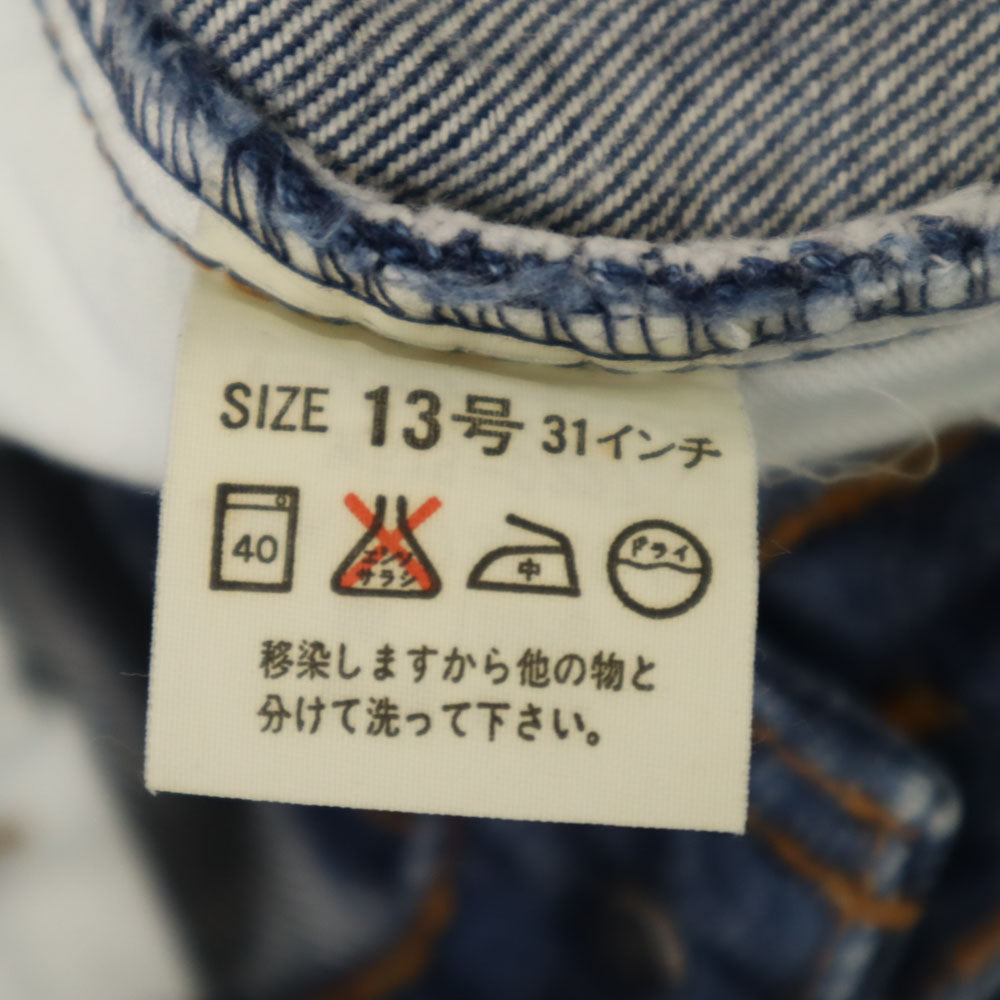 SIZE 13号 31インチ
40 エンソ サラシ 中 ドライ
移染しますから他の物と
分けて洗って下さい。